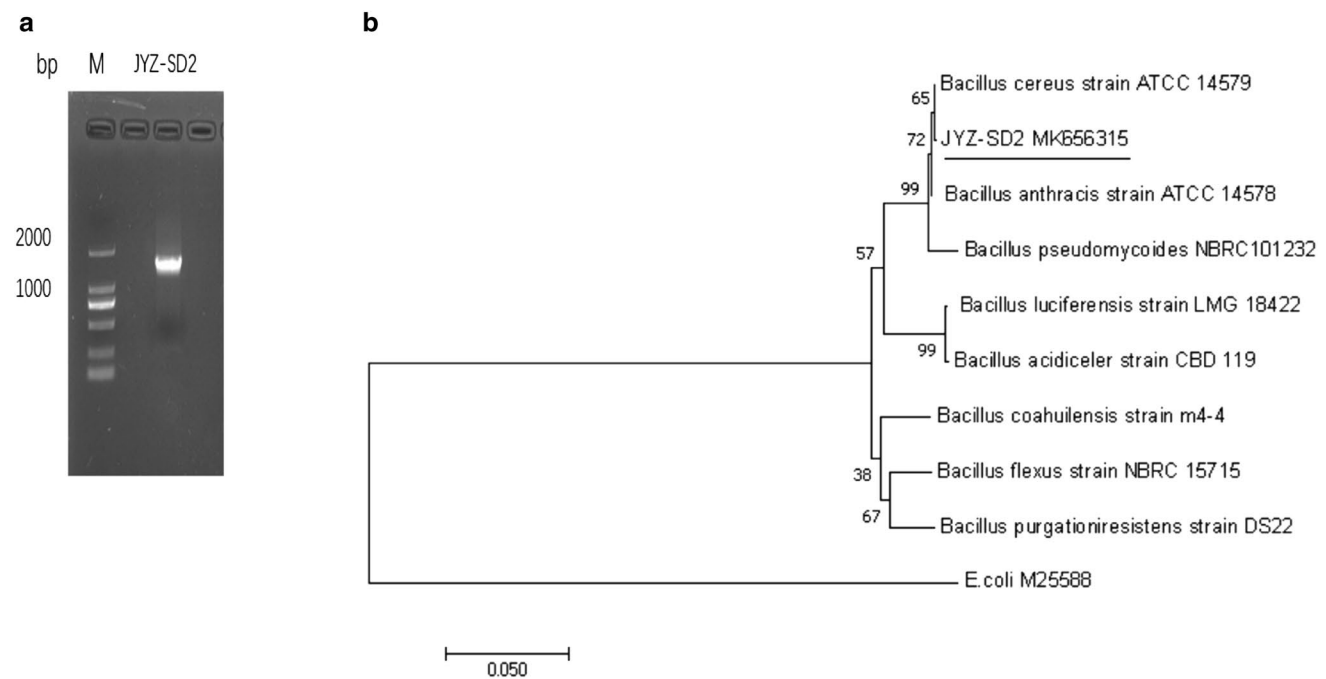 a
bp M JYZ-SD2
2000
1000
b
65
Bacillus cereus strain ATCC 14579
72
JYZ-SD2 MK656315
99
Bacillus anthracis strain ATCC 14578
57
Bacillus pseudomycoides NBRC101232
Bacillus luciferensis strain LMG 18422
99
Bacillus acidiceler strain CBD 119
Bacillus coahuilensis strain m4-4
38
Bacillus flexus strain NBRC 15715
67
Bacillus purgationiresistens strain DS22
E.coli M25588
0.050